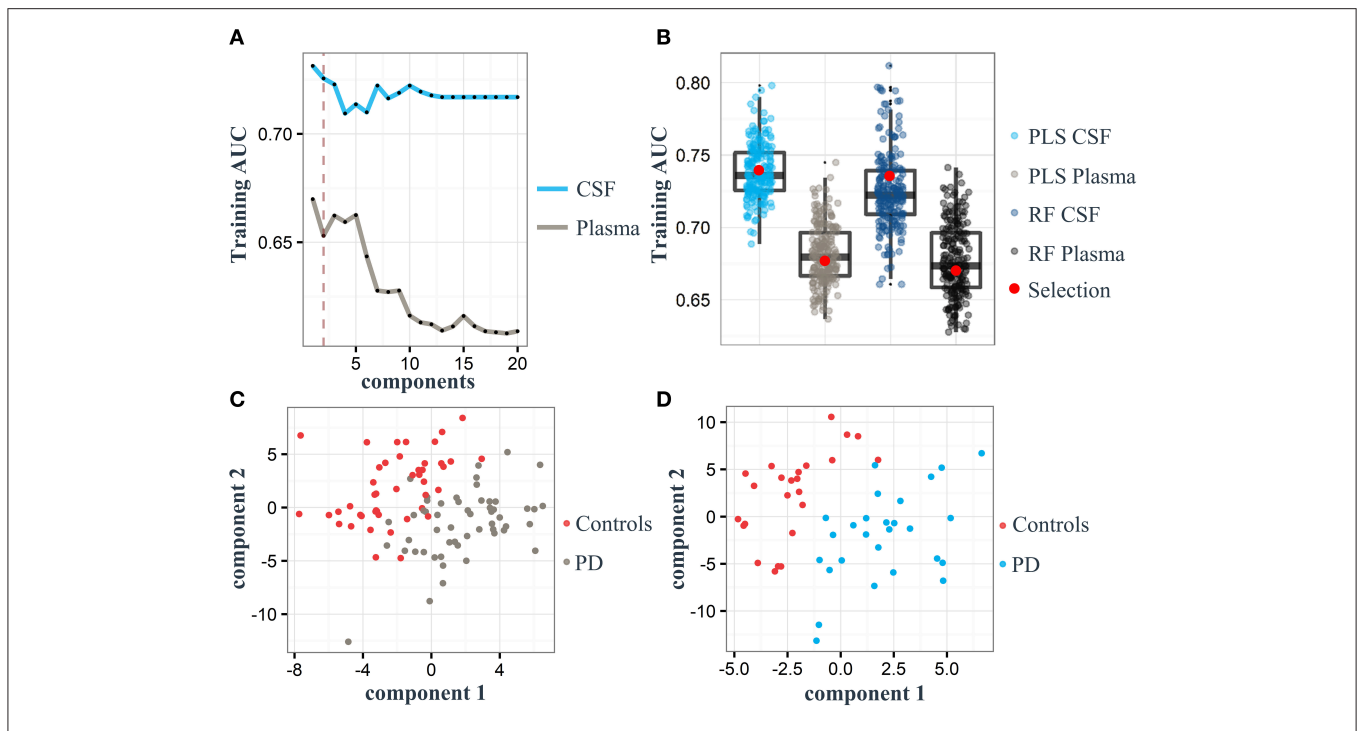 A
Training AUC
0.70
0.65
5
10
15
20
components
CSF
Plasma
B
Training AUC
0.80
0.75
0.70
0.65
PLS CSF
PLS Plasma
RF CSF
RF Plasma
Selection
C
component 2
5
0
-5
-10
-8
-4
0
4
component 1
Controls
PD
D
component 2
10
5
0
-5
-10
-5.0
-2.5
0.0
2.5
5.0
component 1
Controls
PD